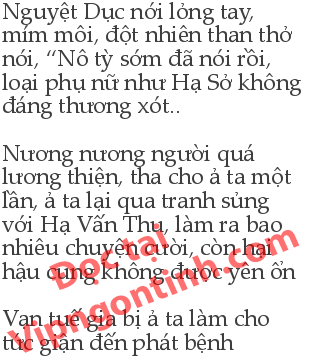 Nguyệt Dục nới lỏng tay,
mím môi, đột nhiên than thở
nói, “Nô tỳ sớm đã nói rồi,
loại phụ nữ như Hạ Sở không
đáng thương xót..
Nương nương người quá
lương thiện, tha cho ả ta một
lần, ả ta lại qua tranh sủng
với Hạ Vấn Thu, làm ra bao
nhiêu chuyện cười, còn hại
hậu cung không được yên ổn
Vạn tuế gia bị ả ta làm cho
tức giận đến phát bệnh
Đọc tại
Vipngontinh.com